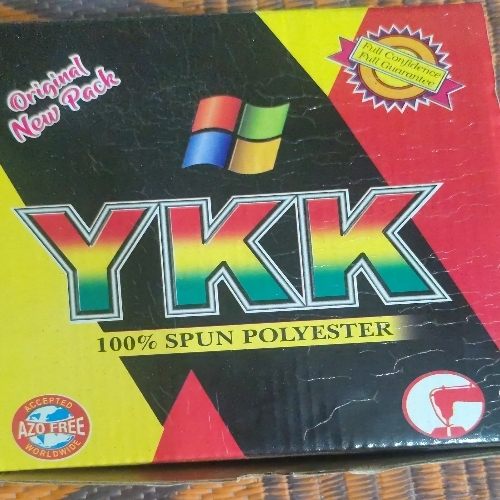 Original
New Pack
Full Confidence
Full Guarantee
YKK
100% SPUN POLYESTER
ACCEPTED
AZO FREE
WORLDWIDE